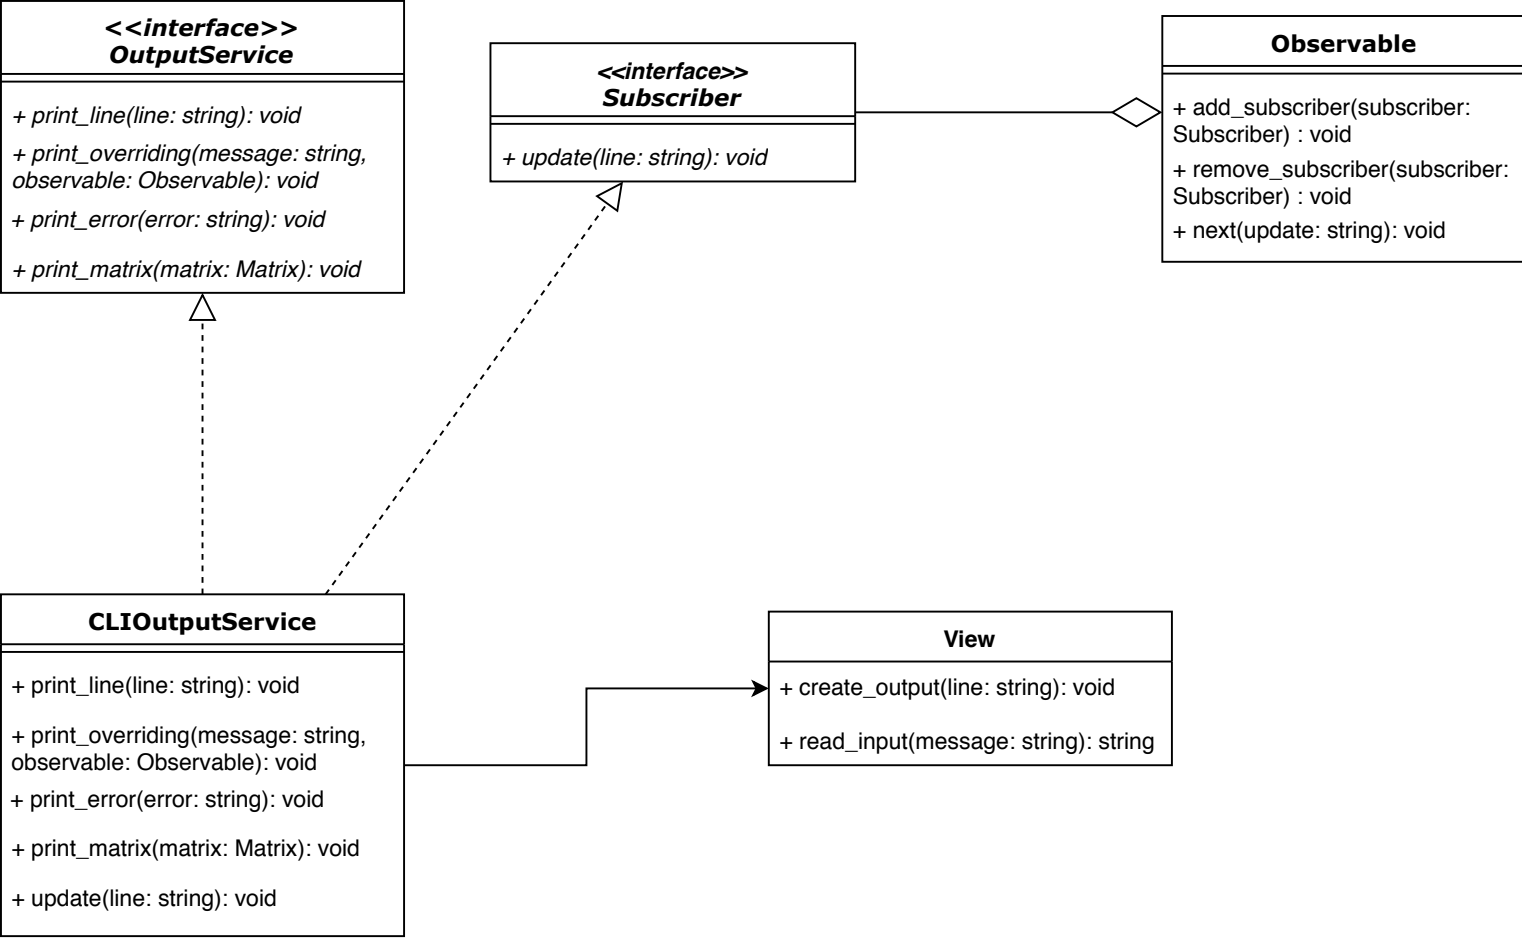 <<interface>>
OutputService
+ print_line(line: string): void
+ print_overriding(message: string,
observable: Observable): void
+ print_error(error: string): void
+ print_matrix(matrix: Matrix): void
<<interface>>
Subscriber
+ update(line: string): void
Observable
+ add_subscriber(subscriber:
Subscriber) : void
+ remove_subscriber(subscriber:
Subscriber) : void
+ next(update: string): void
CLIOutputService
+ print_line(line: string): void
+ print_overriding(message: string,
observable: Observable): void
+ print_error(error: string): void
+ print_matrix(matrix: Matrix): void
+ update(line: string): void
View
+ create_output(line: string): void
+ read_input(message: string): string